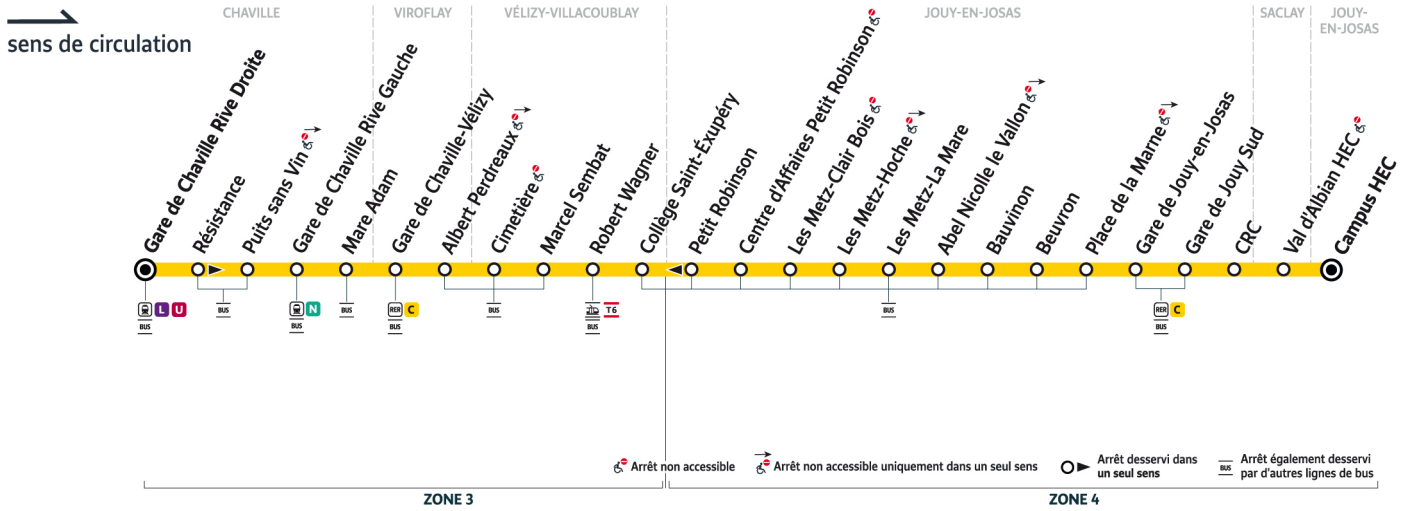 CHAVILLE
VIROFLAY
VÉLIZY-VILLACOUBLAY
JOUY-EN-JOSAS
SACLAY
JOUY-
EN-JOSAS
sens de circulation
Gare de Chaville Rive Droite
Résistance
Puits sans Vin
Gare de Chaville Rive Gauche
Mare Adam
Gare de Chaville-Vélizy
Albert Perdreaux
Cimetière
Marcel Sembat
Robert Wagner
Collège Saint-Éxupéry
Petit Robinson
Centre d'Affaires Petit Robinson
Les Metz-Clair Bois
Les Metz-Hoche
Les Metz-La Mare
Abel Nicolle le Vallon
Bauvinon
Beuvron
Place de la Marne
Gare de Jouy-en-Josas
Gare de Jouy Sud
CRC
Val d'Albian HEC
Campus HEC
L U
BUS
BUS
N
BUS
BUS
RER C
BUS
BUS
T6
BUS
BUS
RER C
BUS
Arrêt non accessible
Arrêt non accessible uniquement dans un seul sens
Arrêt desservi dans
un seul sens
BUS
Arrêt également desservi
par d'autres lignes de bus
ZONE 3
ZONE 4